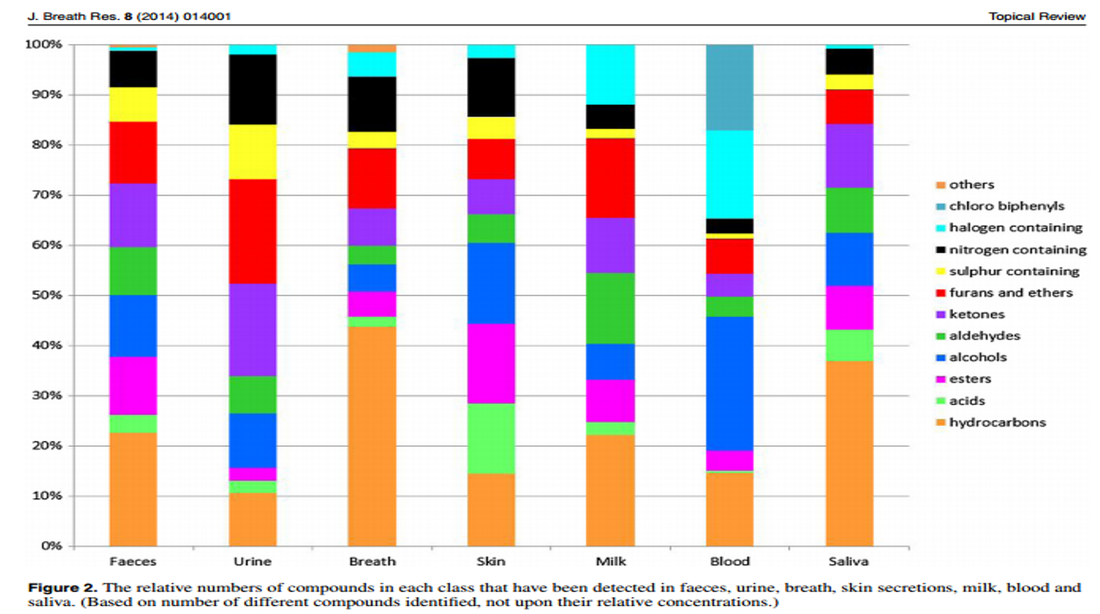 J. Breath Res. 8 (2014) 014001
Topical Review
100%
90%
80%
70%
60%
50%
40%
30%
20%
10%
0%
Faeces
Urine
Breath
Skin
Milk
Blood
Saliva
others
chloro biphenyls
halogen containing
nitrogen containing
sulphur containing
furans and ethers
ketones
aldehydes
alcohols
esters
acids
hydrocarbons
Figure 2. The relative numbers of compounds in each class that have been detected in faeces, urine, breath, skin secretions, milk, blood and
saliva. (Based on number of different compounds identified, not upon their relative concentrations.)